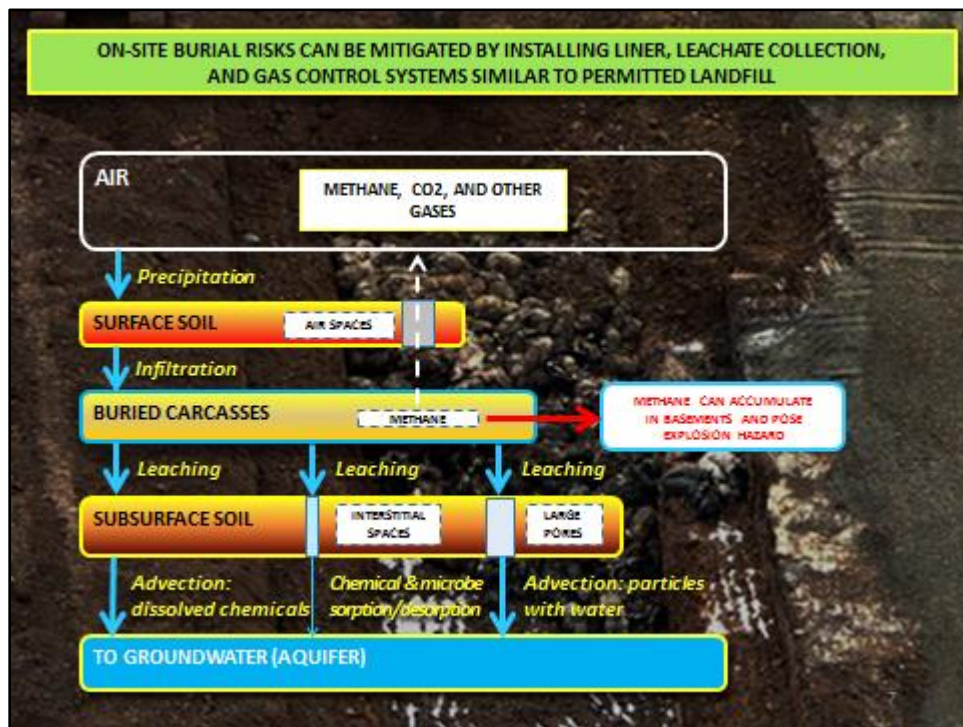 ON-SITE BURIAL RISKS CAN BE MITIGATED BY INSTALLING LINER, LEACHATE COLLECTION,
AND GAS CONTROL SYSTEMS SIMILAR TO PERMITTED LANDFILL
AIR
METHANE, CO2, AND OTHER
GASES
Precipitation
SURFACE SOIL
AIR SPACES
Infiltration
BURIED CARCASSES
METHANE
METHANE CAN ACCUMULATE
IN BASEMENTS AND POSE
EXPLOSION HAZARD
Leaching
Leaching
Leaching
SUBSURFACE SOIL
INTERSTITIAL
SPACES
LARGE
PORES
Advection:
dissolved chemicals
Chemical & microbe
sorption/desorption
Advection: particles
with water
TO GROUNDWATER (AQUIFER)